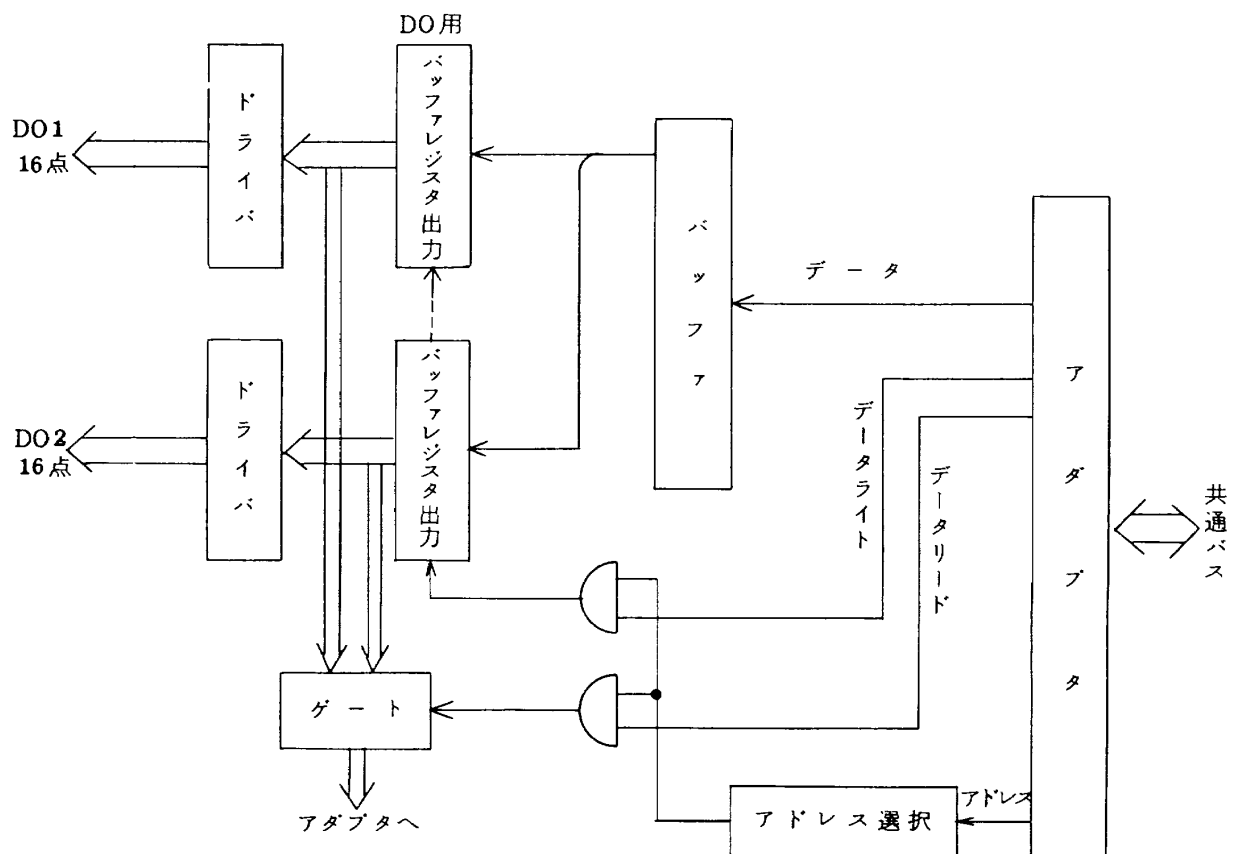 DO用
ドライバ
バッファレジスタ出力
DO1
16点
バッファ
データ
ドライバ
バッファレジスタ出力
DO2
16点
アダプタ
データライト
データリード
共通バス
ゲート
アドレス選択
アドレス
アダプタへ